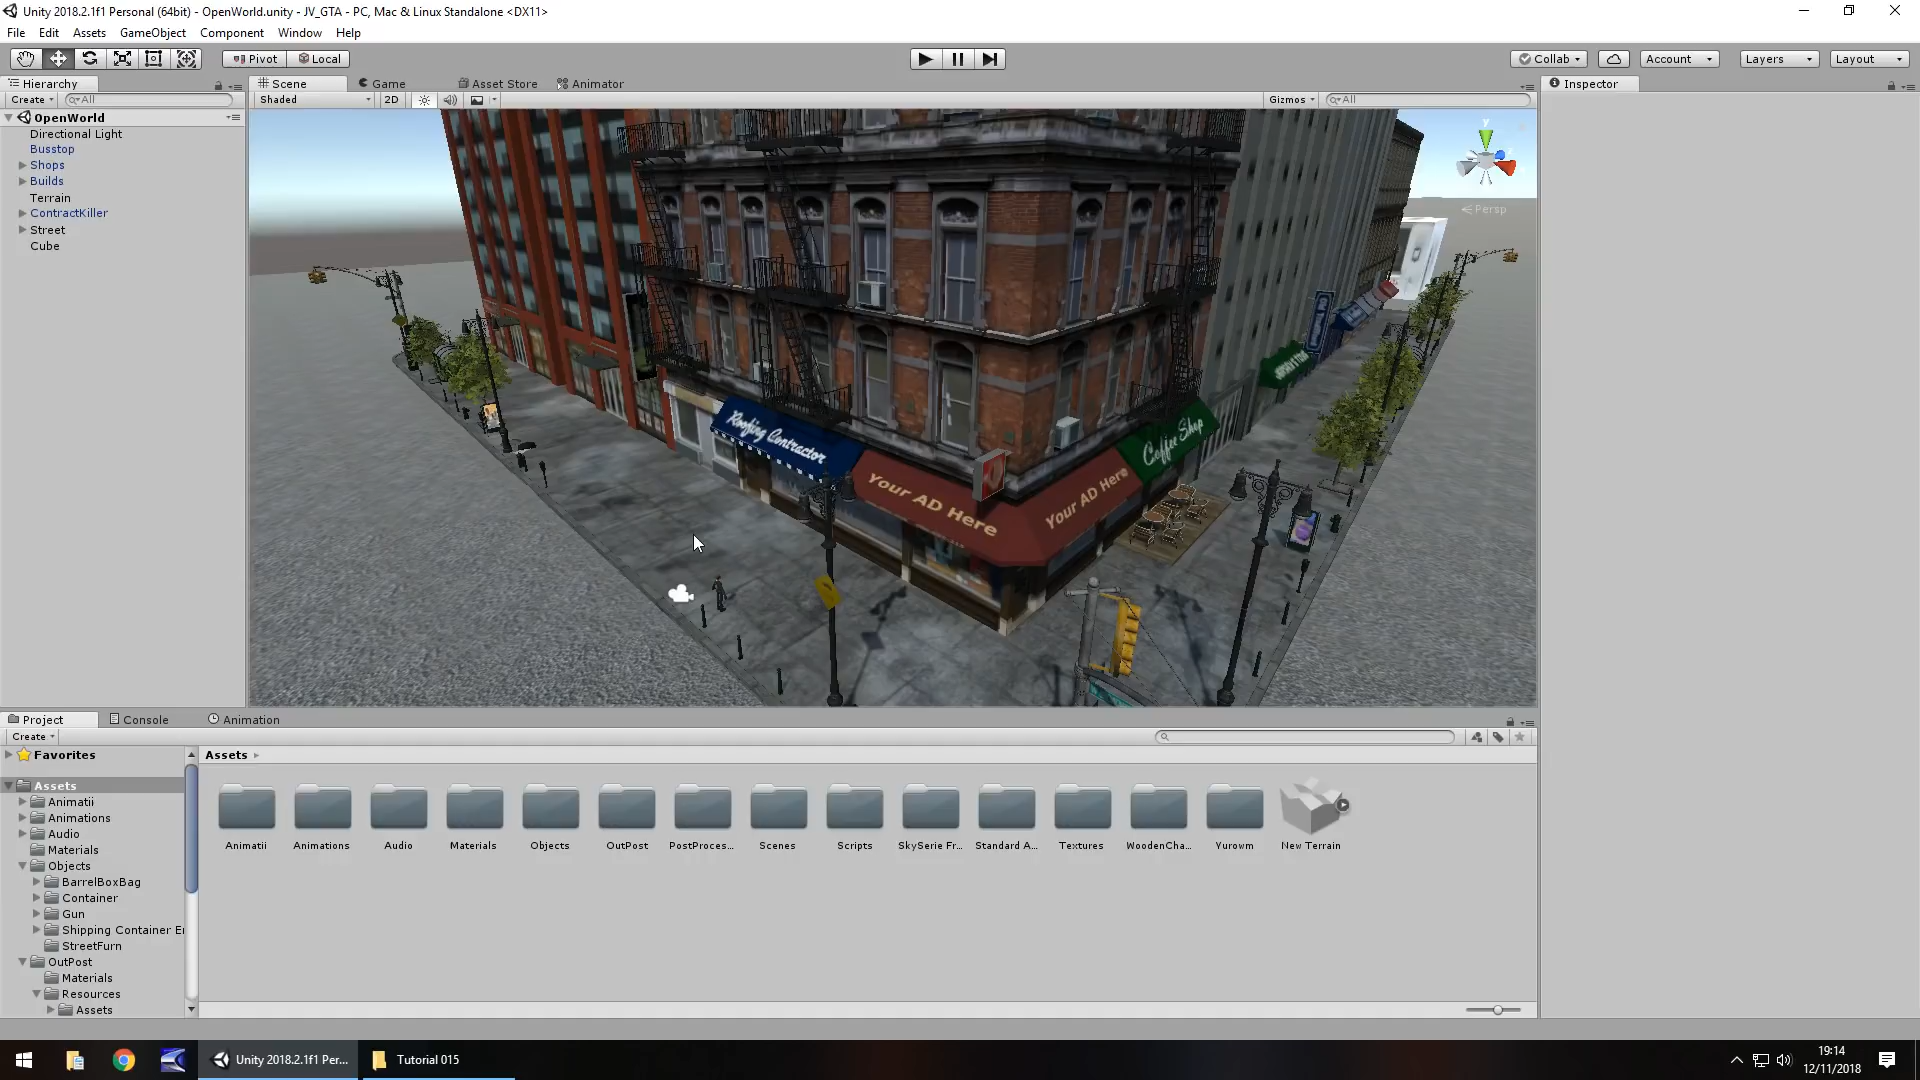 Unity 2018.2.1f1 Personal (64bit) - OpenWorld.unity - JV_GTA - PC, Mac & Linux Standalone <DX11>
File Edit Assets GameObject Component Window Help
Pivot Local Collab Account Layers Layout
Hierarchy Scene Game Asset Store Animator Inspector
Create All Shaded 2D Gizmos All
OpenWorld
Directional Light
Busstop
Shops
Builds
Terrain
ContractKiller
Street
Cube
y
Persp
Roofing Contractor
Your AD Here
Your AD Here
Coffee Shop
Project Console Animation
Create
Favorites
Assets
Assets
Animatii
Animations
Audio
Materials
Objects
BarrelBoxBag
Container
Gun
Shipping Container Er
StreetFurn
OutPost
Materials
Resources
Assets
Animatii Animations Audio Materials Objects OutPost PostProces... Scenes Scripts SkySerie Fr... Standard A... Textures WoodenCha... Yurowm New Terrain
Unity 2018.2.1f1 Per... Tutorial 015
19:14
12/11/2018